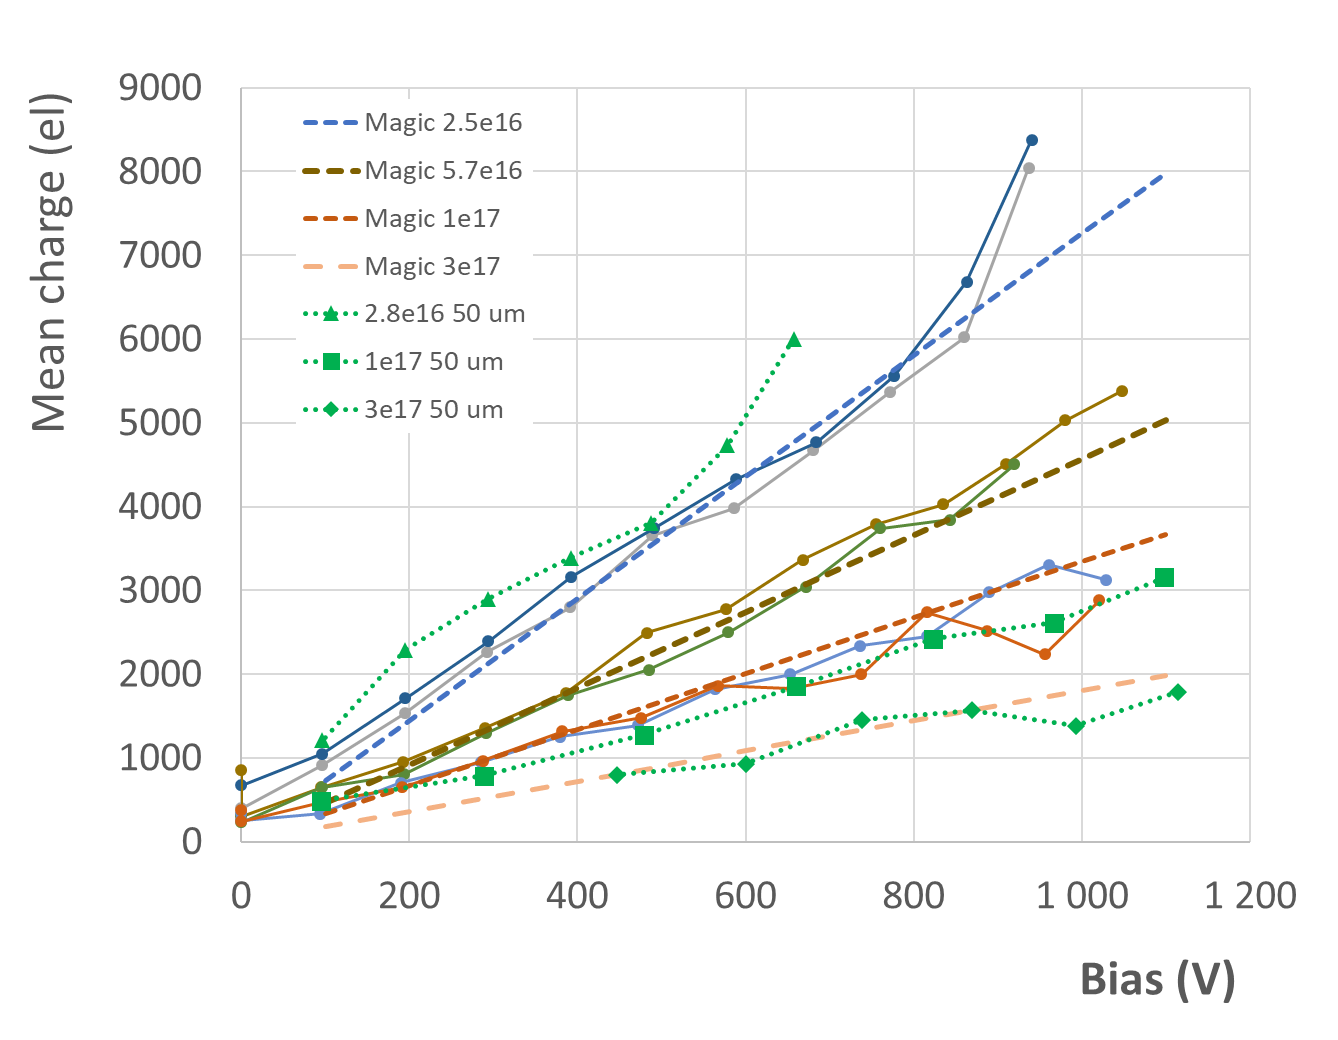 Mean charge (el)
9000
8000
7000
6000
5000
4000
3000
2000
1000
0
Magic 2.5e16
Magic 5.7e16
Magic 1e17
Magic 3e17
2.8e16 50 um
1e17 50 um
3e17 50 um
0 200 400 600 800 1 000 1 200
Bias (V)